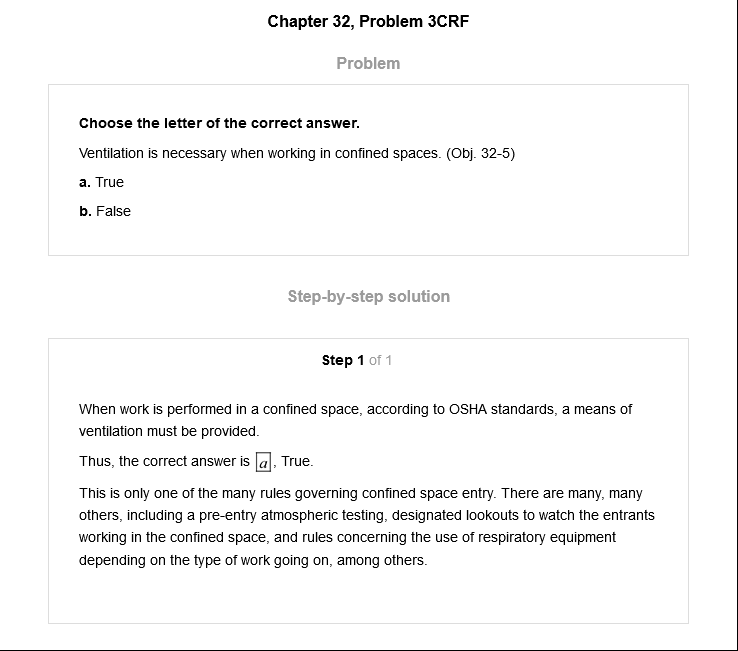 Chapter 32, Problem 3CRF
Problem
Choose the letter of the correct answer.
Ventilation is necessary when working in confined spaces. (Obj. 32-5)
a. True
b. False
Step-by-step solution
Step 1 of 1
When work is performed in a confined space, according to OSHA standards, a means of
ventilation must be provided.
Thus, the correct answer is a, True.
This is only one of the many rules governing confined space entry. There are many, many
others, including a pre-entry atmospheric testing, designated lookouts to watch the entrants
working in the confined space, and rules concerning the use of respiratory equipment
depending on the type of work going on, among others.